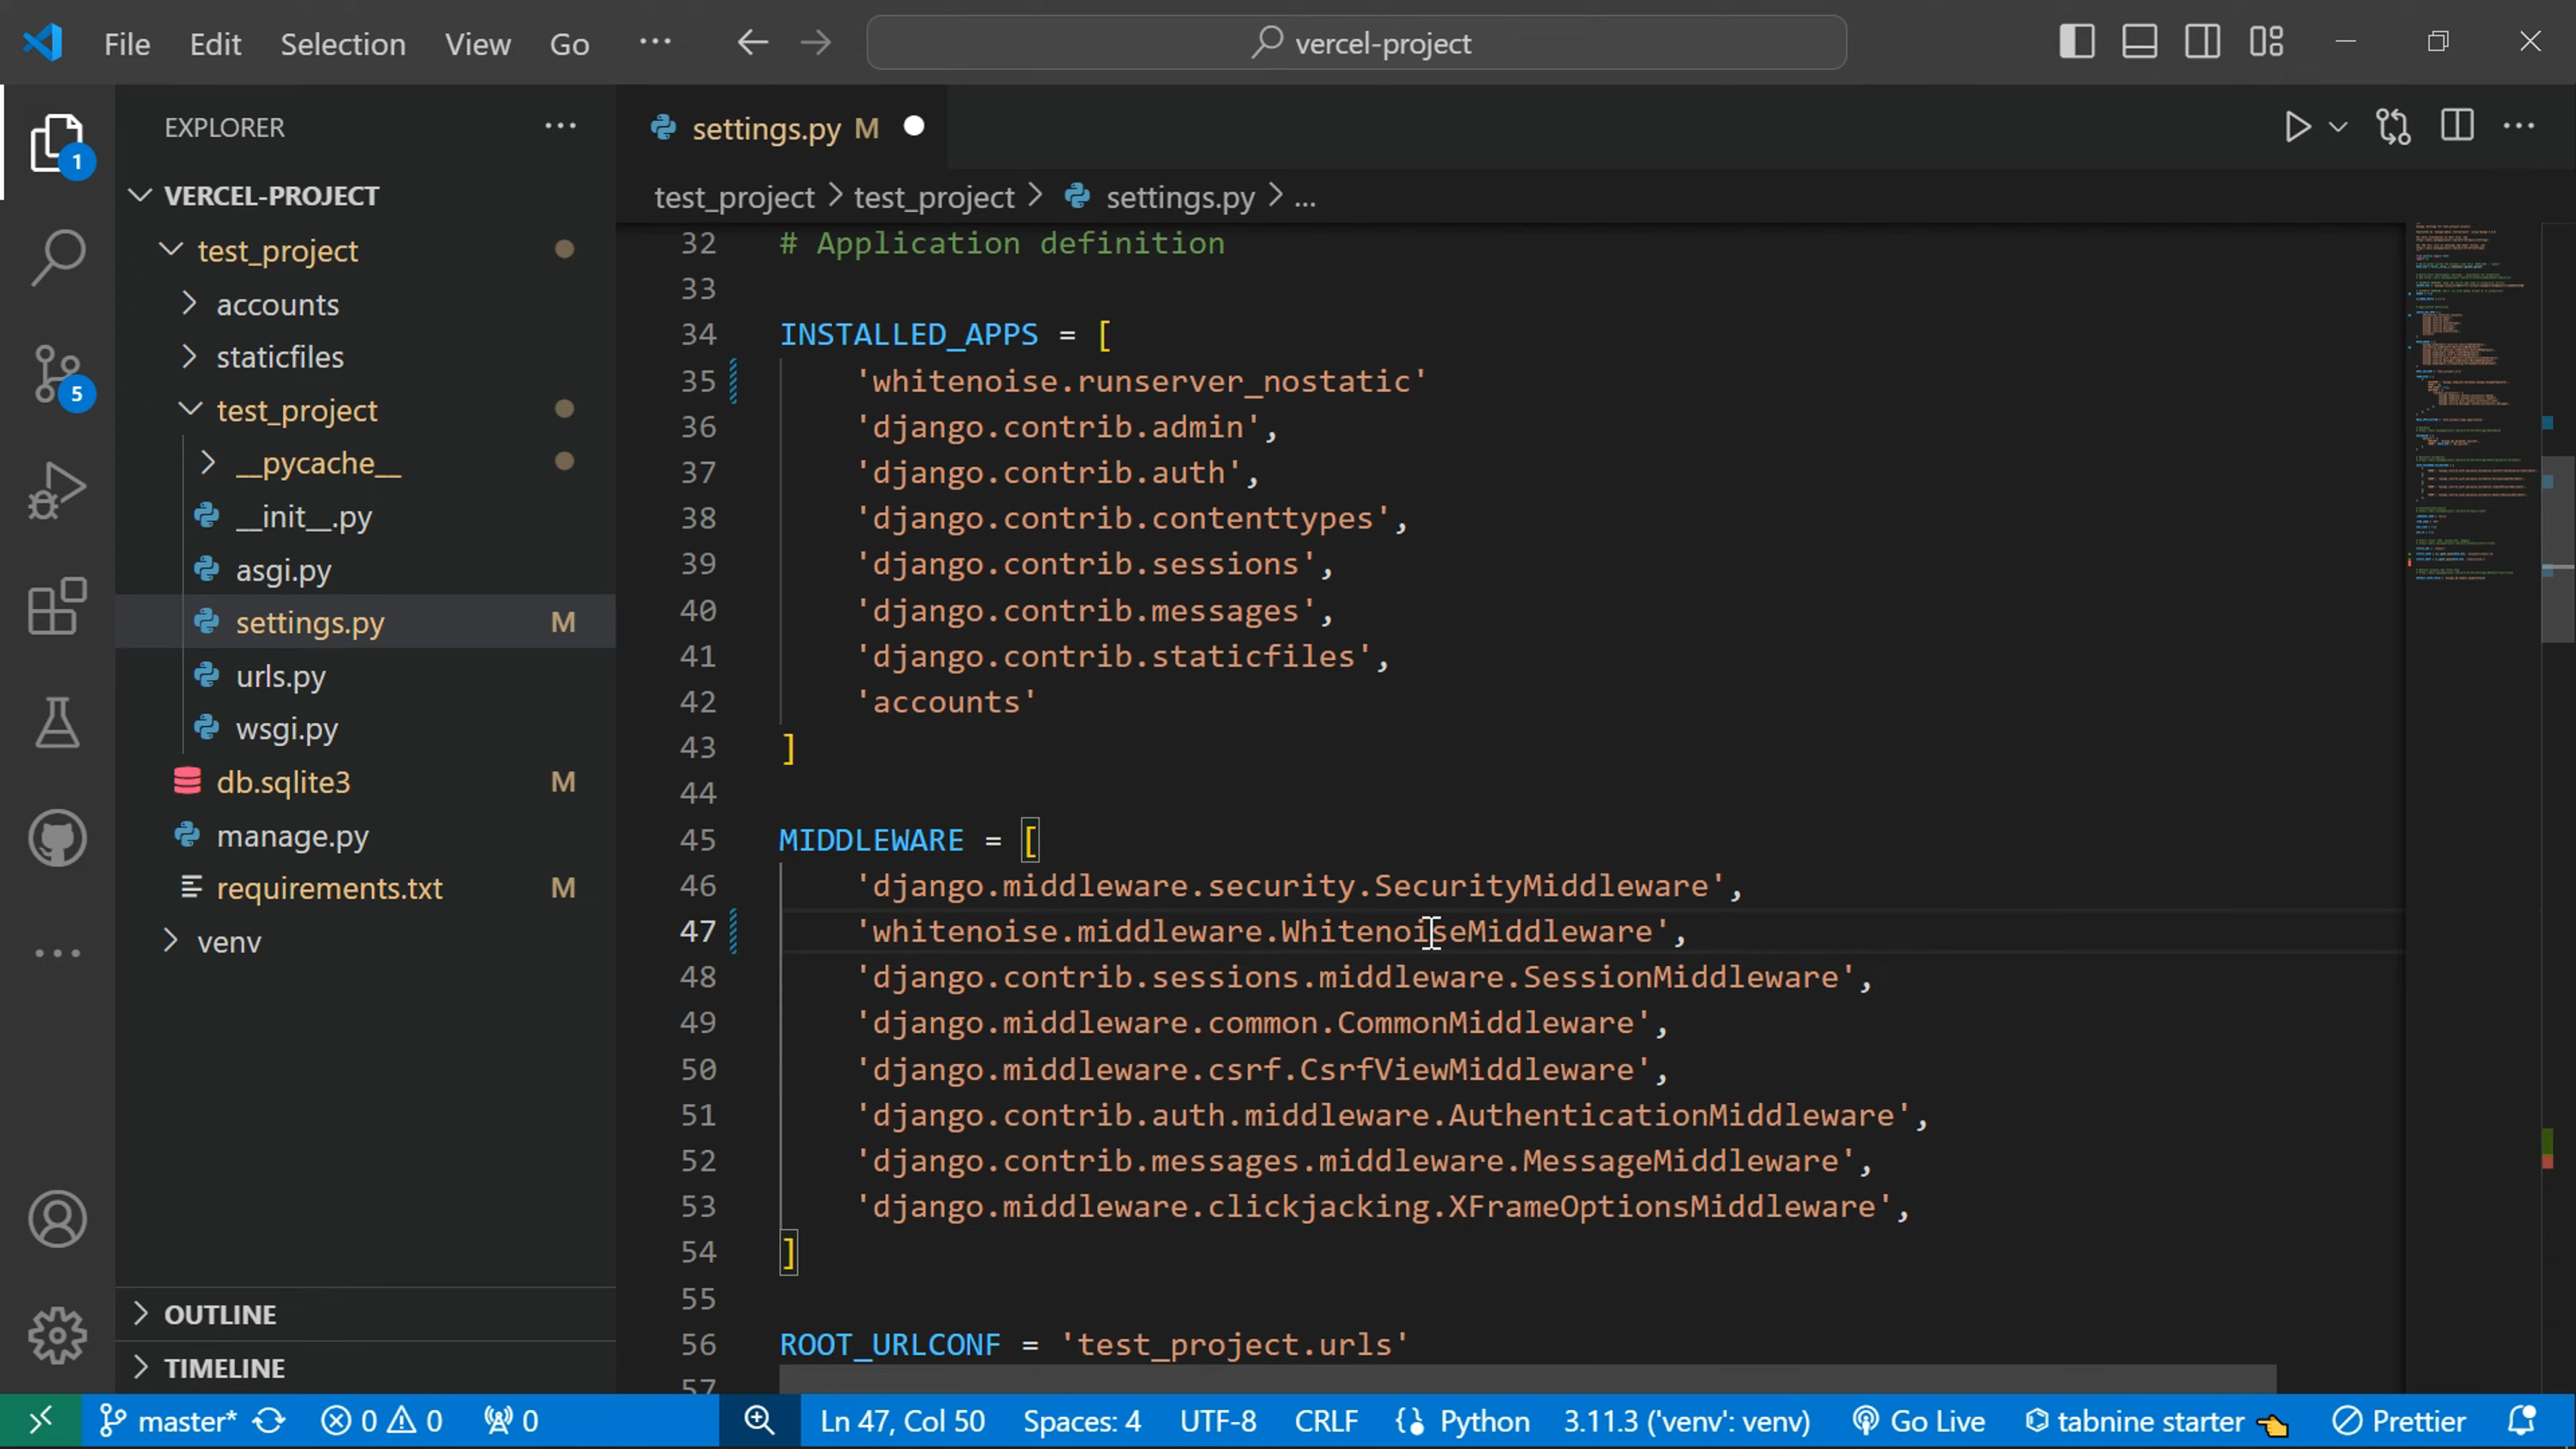 File Edit Selection View Go ··· vercel-project
EXPLORER ···
1
5
VERCEL-PROJECT
test_project
accounts
staticfiles
test_project
__pycache__
__init__.py
asgi.py
settings.py M
urls.py
wsgi.py
db.sqlite3 M
manage.py
requirements.txt M
venv
OUTLINE
TIMELINE
settings.py M
test_project > test_project > settings.py > ...
32 # Application definition
33
34 INSTALLED_APPS = [
35 'whitenoise.runserver_nostatic'
36 'django.contrib.admin',
37 'django.contrib.auth',
38 'django.contrib.contenttypes',
39 'django.contrib.sessions',
40 'django.contrib.messages',
41 'django.contrib.staticfiles',
42 'accounts'
43 ]
44
45 MIDDLEWARE = [
46 'django.middleware.security.SecurityMiddleware',
47 'whitenoise.middleware.WhitenoiseMiddleware',
48 'django.contrib.sessions.middleware.SessionMiddleware',
49 'django.middleware.common.CommonMiddleware',
50 'django.middleware.csrf.CsrfViewMiddleware',
51 'django.contrib.auth.middleware.AuthenticationMiddleware',
52 'django.contrib.messages.middleware.MessageMiddleware',
53 'django.middleware.clickjacking.XFrameOptionsMiddleware',
54 ]
55
56 ROOT_URLCONF = 'test_project.urls'
57
master* 0 0 0 Ln 47, Col 50 Spaces: 4 UTF-8 CRLF Python 3.11.3 ('venv': venv) Go Live tabnine starter Prettier